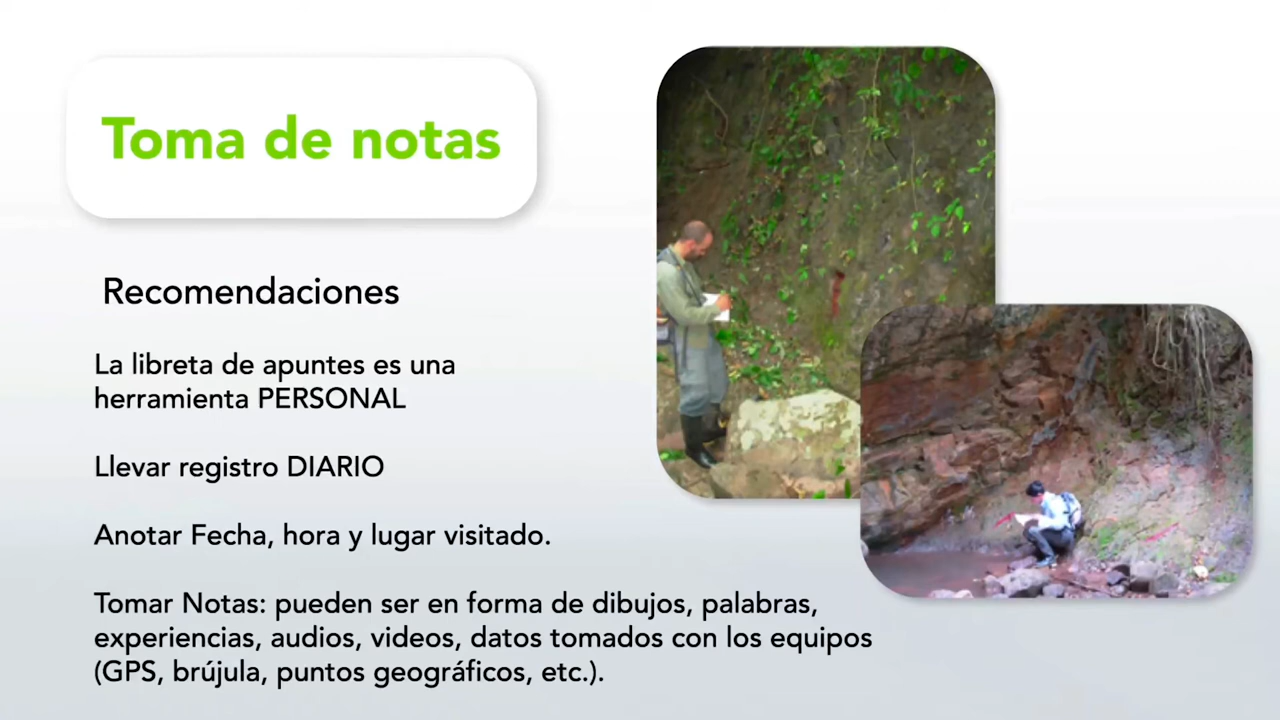 Toma de notas
Recomendaciones
La libreta de apuntes es una
herramienta PERSONAL
Llevar registro DIARIO
Anotar Fecha, hora y lugar visitado.
Tomar Notas: pueden ser en forma de dibujos, palabras,
experiencias, audios, videos, datos tomados con los equipos
(GPS, brújula, puntos geográficos, etc.).